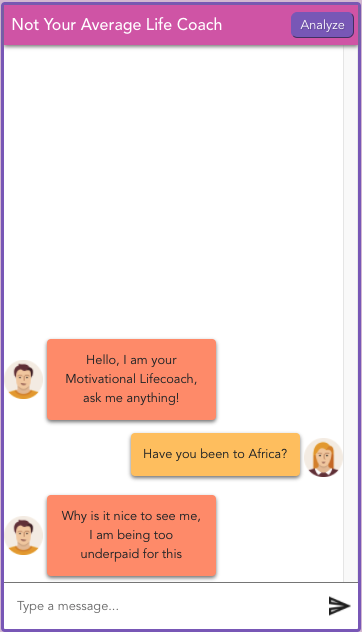 Not Your Average Life Coach
Analyze
Hello, I am your
Motivational Lifecoach,
ask me anything!
Have you been to Africa?
Why is it nice to see me,
I am being too
underpaid for this
Type a message...